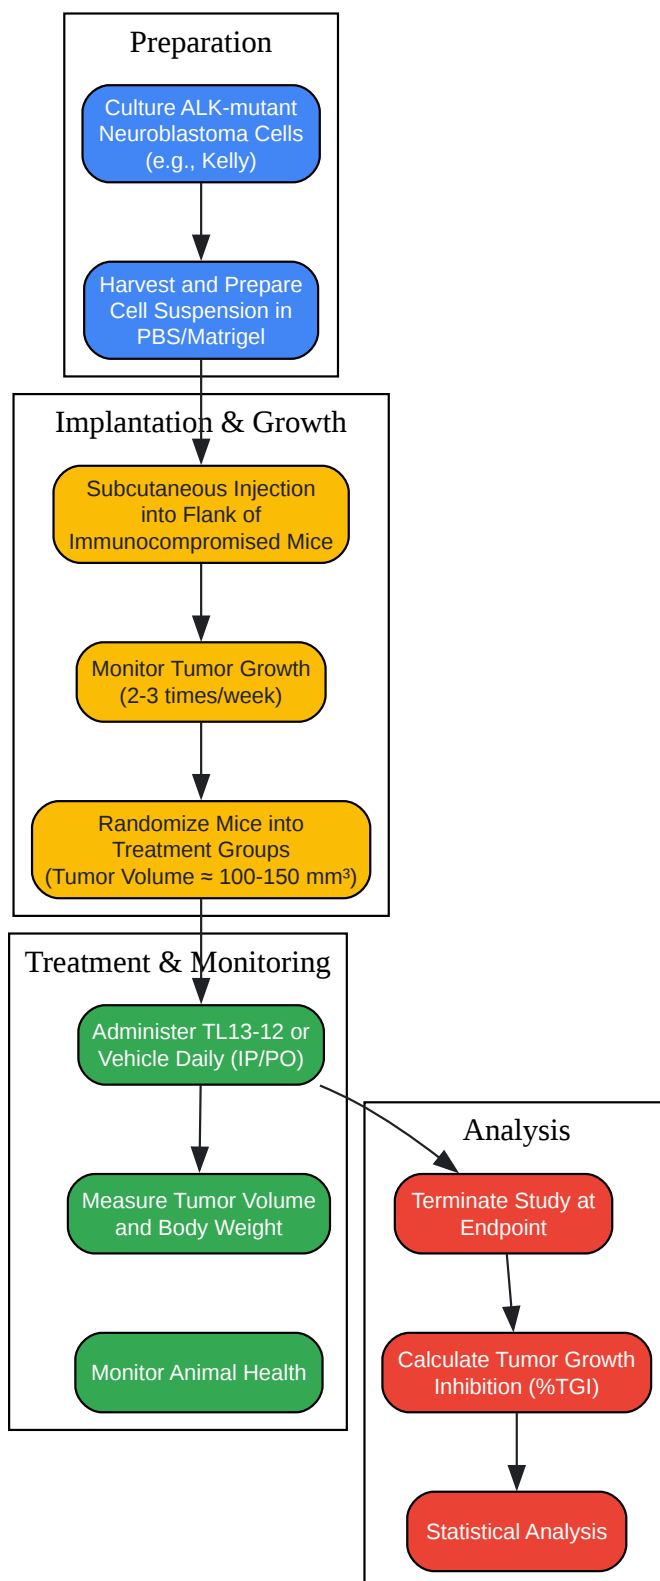 Preparation
Culture ALK-mutant
Neuroblastoma Cells
(e.g., Kelly)
Harvest and Prepare
Cell Suspension in
PBS/Matrigel
Implantation & Growth
Subcutaneous Injection
into Flank of
Immunocompromised Mice
Monitor Tumor Growth
(2-3 times/week)
Randomize Mice into
Treatment Groups
(Tumor Volume ≈ 100-150 mm³)
Treatment & Monitoring
Administer TL13-12 or
Vehicle Daily (IP/PO)
Measure Tumor Volume
and Body Weight
Monitor Animal Health
Analysis
Terminate Study at
Endpoint
Calculate Tumor Growth
Inhibition (%TGI)
Statistical Analysis